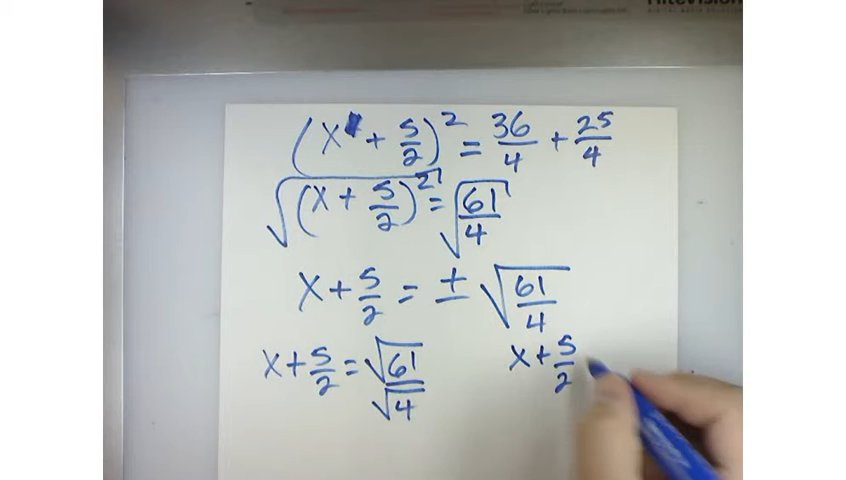 (x + 5/2)² = 36/4 + 25/4
√(x + 5/2)² = √61/4
x + 5/2 = ± √61/4
x + 5/2 = √61/√4 x + 5/2